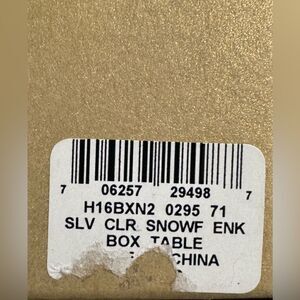 7 06257 29498 7
H16BXN2 0295 71
SLV CLR SNOWF ENK
BOX TABLE
CHINA